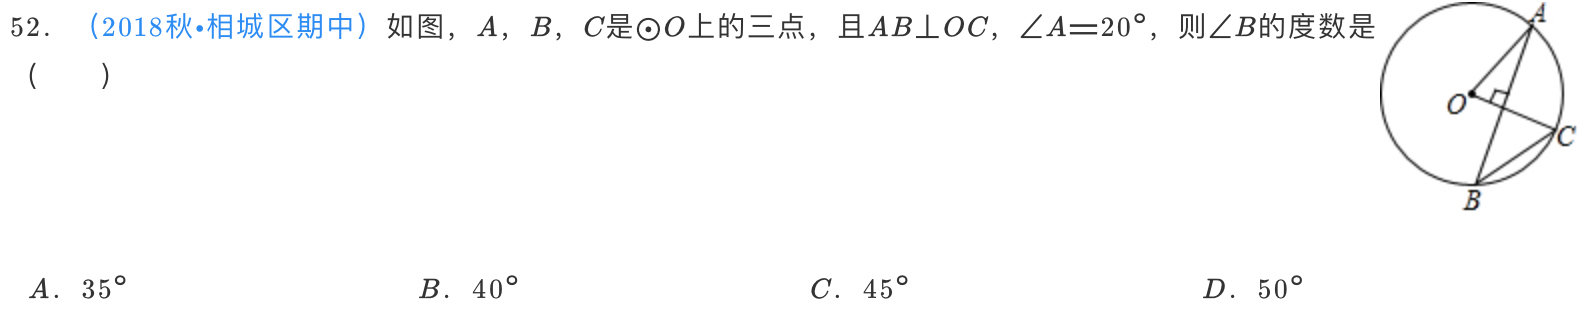 52. （2018秋•相城区期中）如图，A，B，C是⊙O上的三点，且AB⊥OC，∠A＝20°，则∠B的度数是
（　　）
A
O
C
B
A. 35°　B. 40°　C. 45°　D. 50°